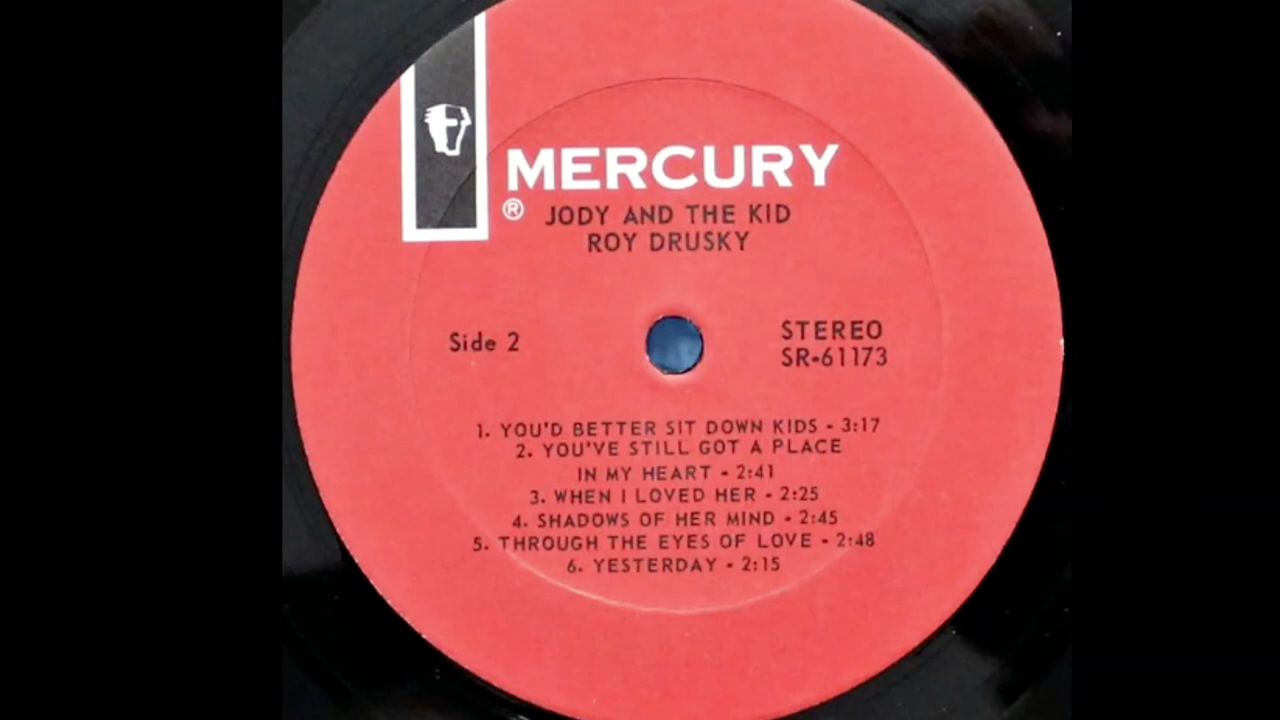 MERCURY
®
JODY AND THE KID
ROY DRUSKY
Side 2
STEREO
SR-61173
1. YOU'D BETTER SIT DOWN KIDS - 3:17
2. YOU'VE STILL GOT A PLACE
IN MY HEART - 2:41
3. WHEN I LOVED HER - 2:25
4. SHADOWS OF HER MIND - 2:45
5. THROUGH THE EYES OF LOVE - 2:48
6. YESTERDAY - 2:15